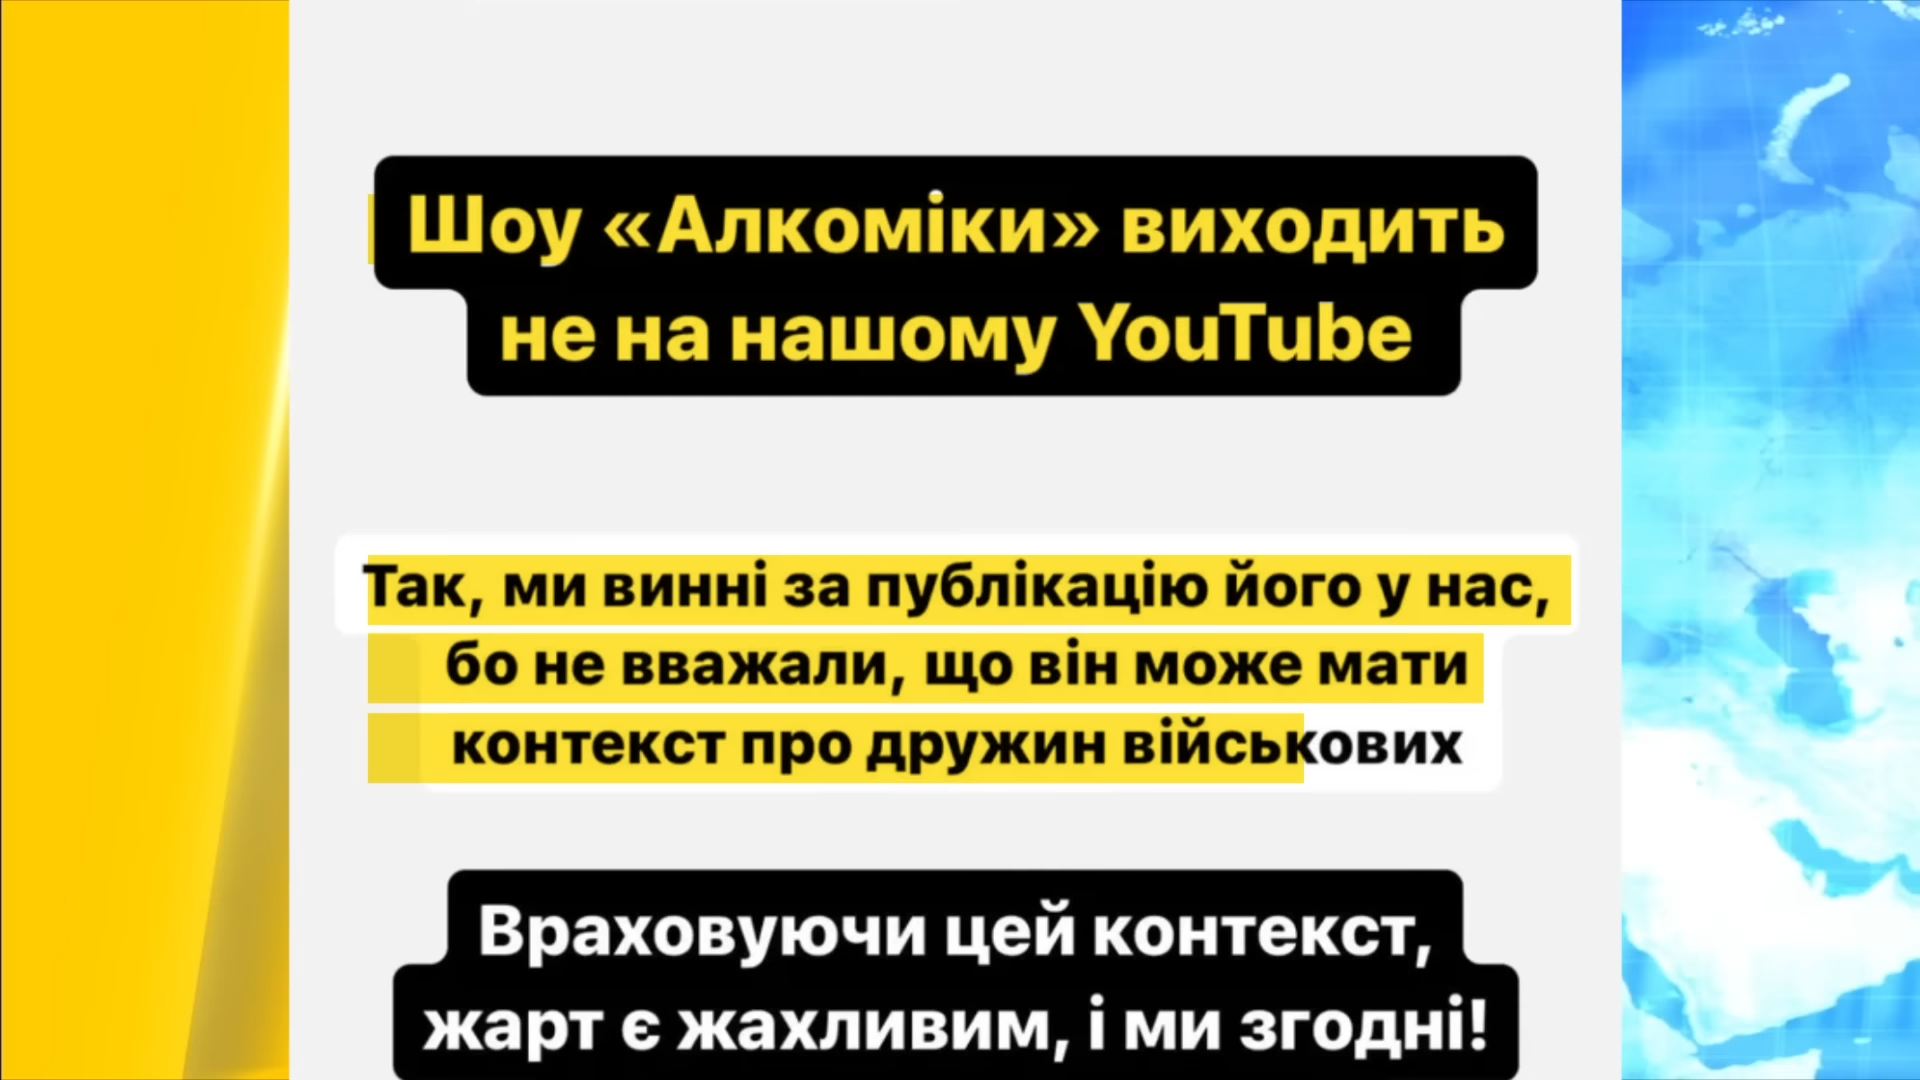 Шоу «Алкоміки» виходить
не на нашому YouTube
Так, ми винні за публікацію його у нас,
бо не вважали, що він може мати
контекст про дружин військових
Враховуючи цей контекст,
жарт є жахливим, і ми згодні!